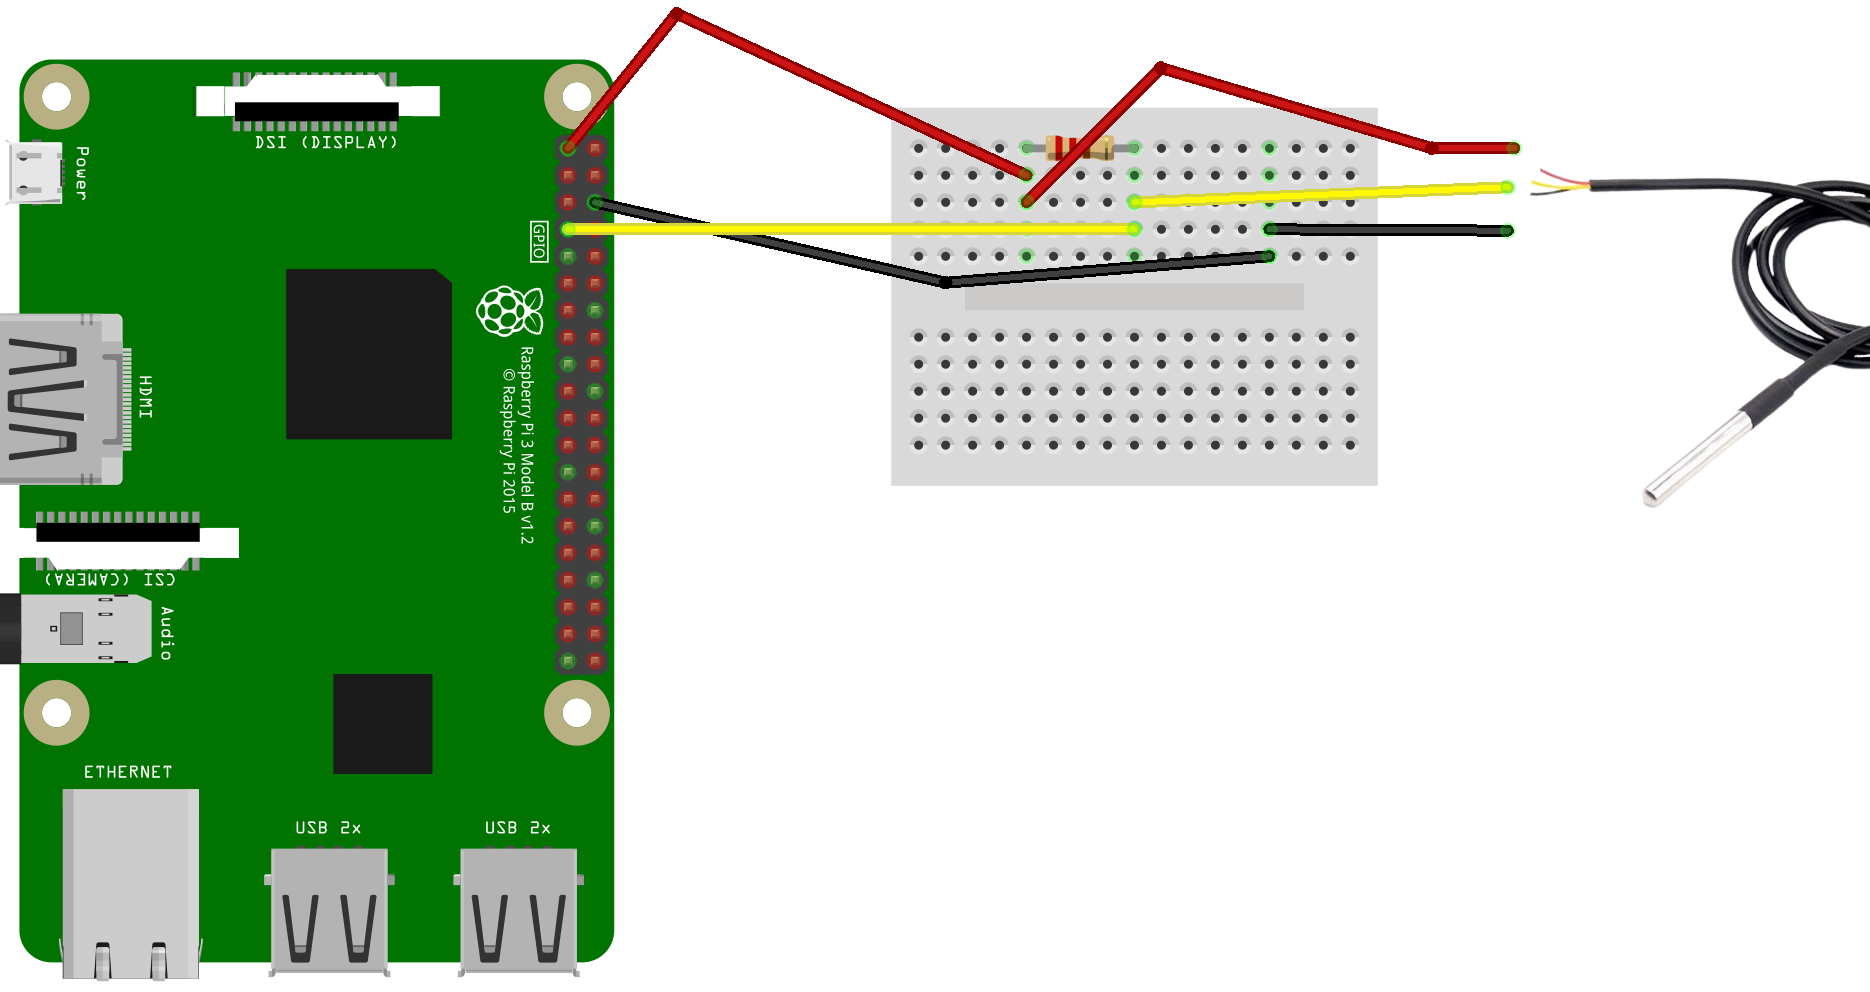 DSI (DISPLAY)
Power
GPIO
HDMI
Raspberry Pi 3 Model B v1.2
© Raspberry Pi 2015
CSI (CAMERA)
Audio
ETHERNET
USB 2x
USB 2x